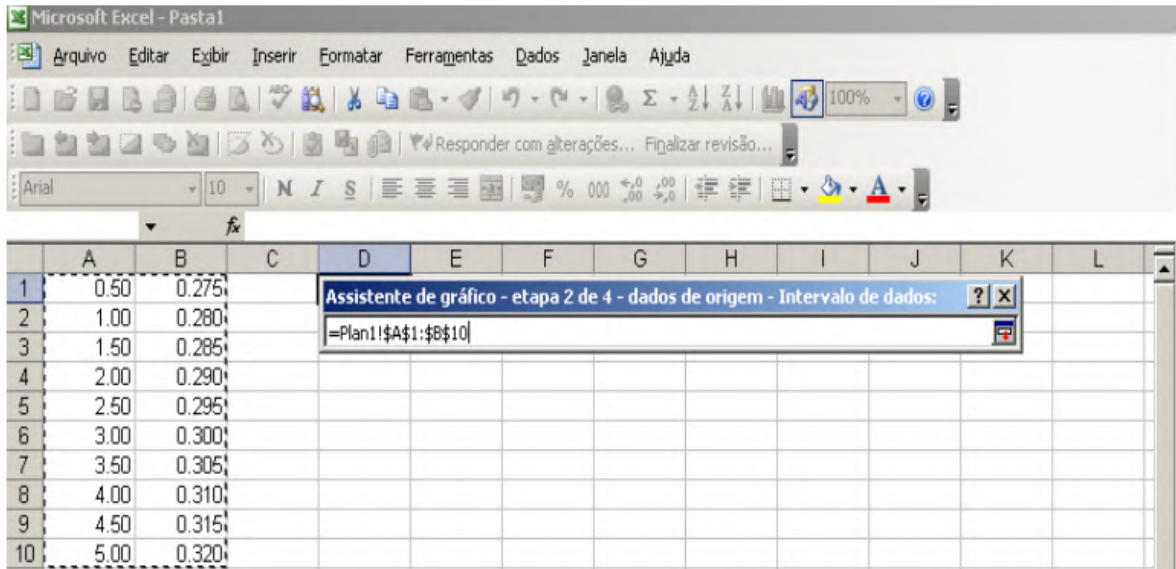 Microsoft Excel - Pasta1
Arquivo Editar Exibir Inserir Formatar Ferramentas Dados Janela Ajuda
100%
Responder com alterações... Finalizar revisão...
Arial 10 N I S % 000
fx
A B C D E F G H I J K L
1 0.50 0.275
Assistente de gráfico - etapa 2 de 4 - dados de origem - Intervalo de dados:
2 1.00 0.280
=Plan1!$A$1:$B$10
3 1.50 0.285
4 2.00 0.290
5 2.50 0.295
6 3.00 0.300
7 3.50 0.305
8 4.00 0.310
9 4.50 0.315
10 5.00 0.320